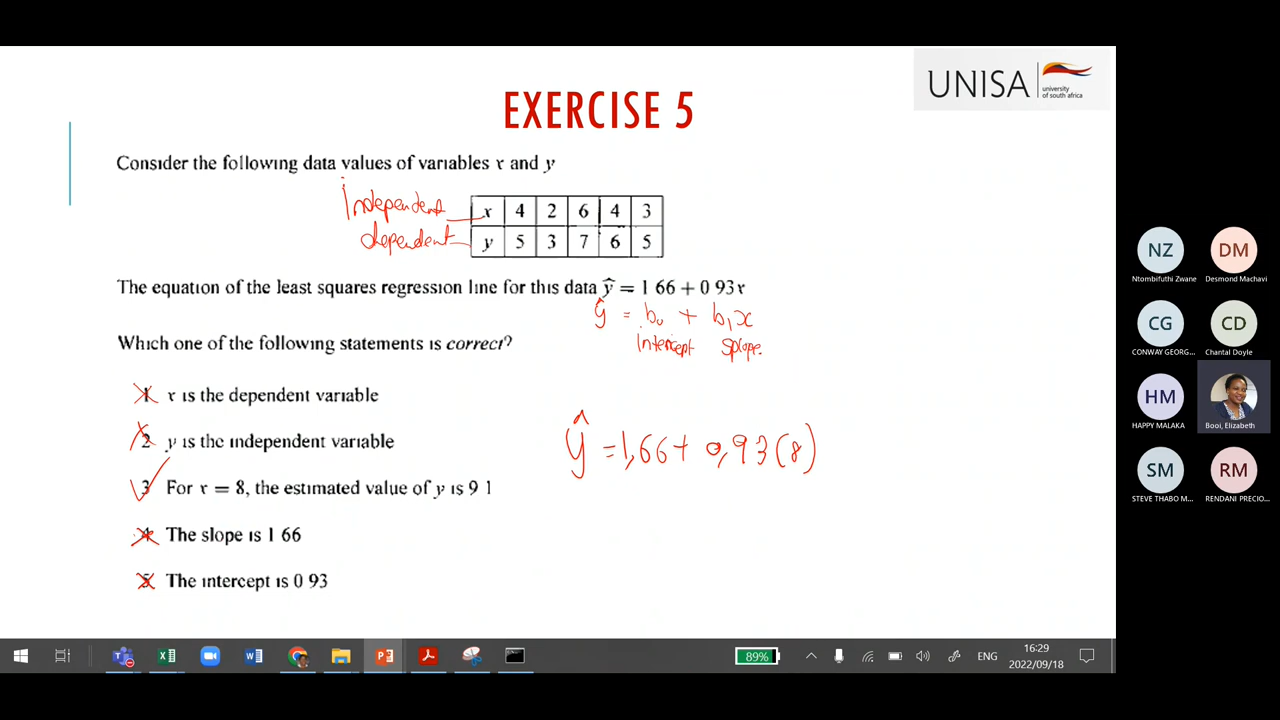 UNISA
university
of south africa
EXERCISE 5
Consider the following data values of variables x and y
Independent
x 4 2 6 4 3
dependent
y 5 3 7 6 5
The equation of the least squares regression line for this data ŷ = 1 66 + 0 93x
ŷ = b₀ + b₁x
Intercept Splope
Which one of the following statements is correct?
1 x is the dependent variable
2 y is the independent variable
ŷ = 1,66 + 0,93(8)
3 For x = 8, the estimated value of y is 9 1
4 The slope is 1 66
5 The intercept is 0 93
NZ
Ntombifuthi Zwane
DM
Desmond Machavi
CG
CONWAY GEORG...
CD
Chantal Doyle
HM
HAPPY MALAKA
Booi, Elizabeth
SM
STEVE THABO M...
RM
RENDANI PRECIO...
89%
ENG
16:29
2022/09/18